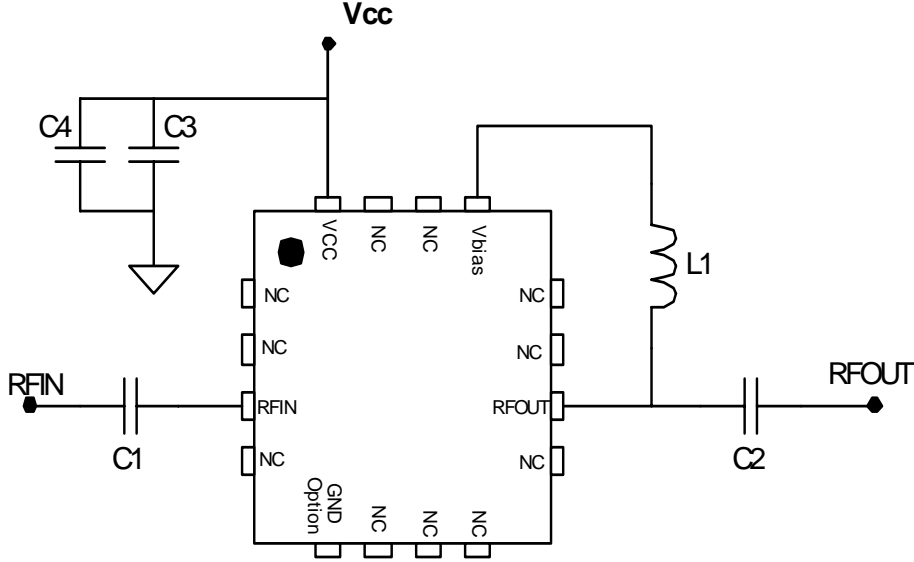 Vcc
C4
C3
VCC
NC
NC
Vbias
L1
NC
NC
NC
NC
RFIN
RFIN
RFOUT
RFOUT
C1
NC
NC
C2
GND
Option
NC
NC
NC